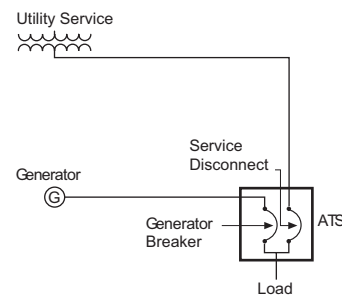 Utility Service
Service
Disconnect
Generator
G
Generator
Breaker
ATS
Load